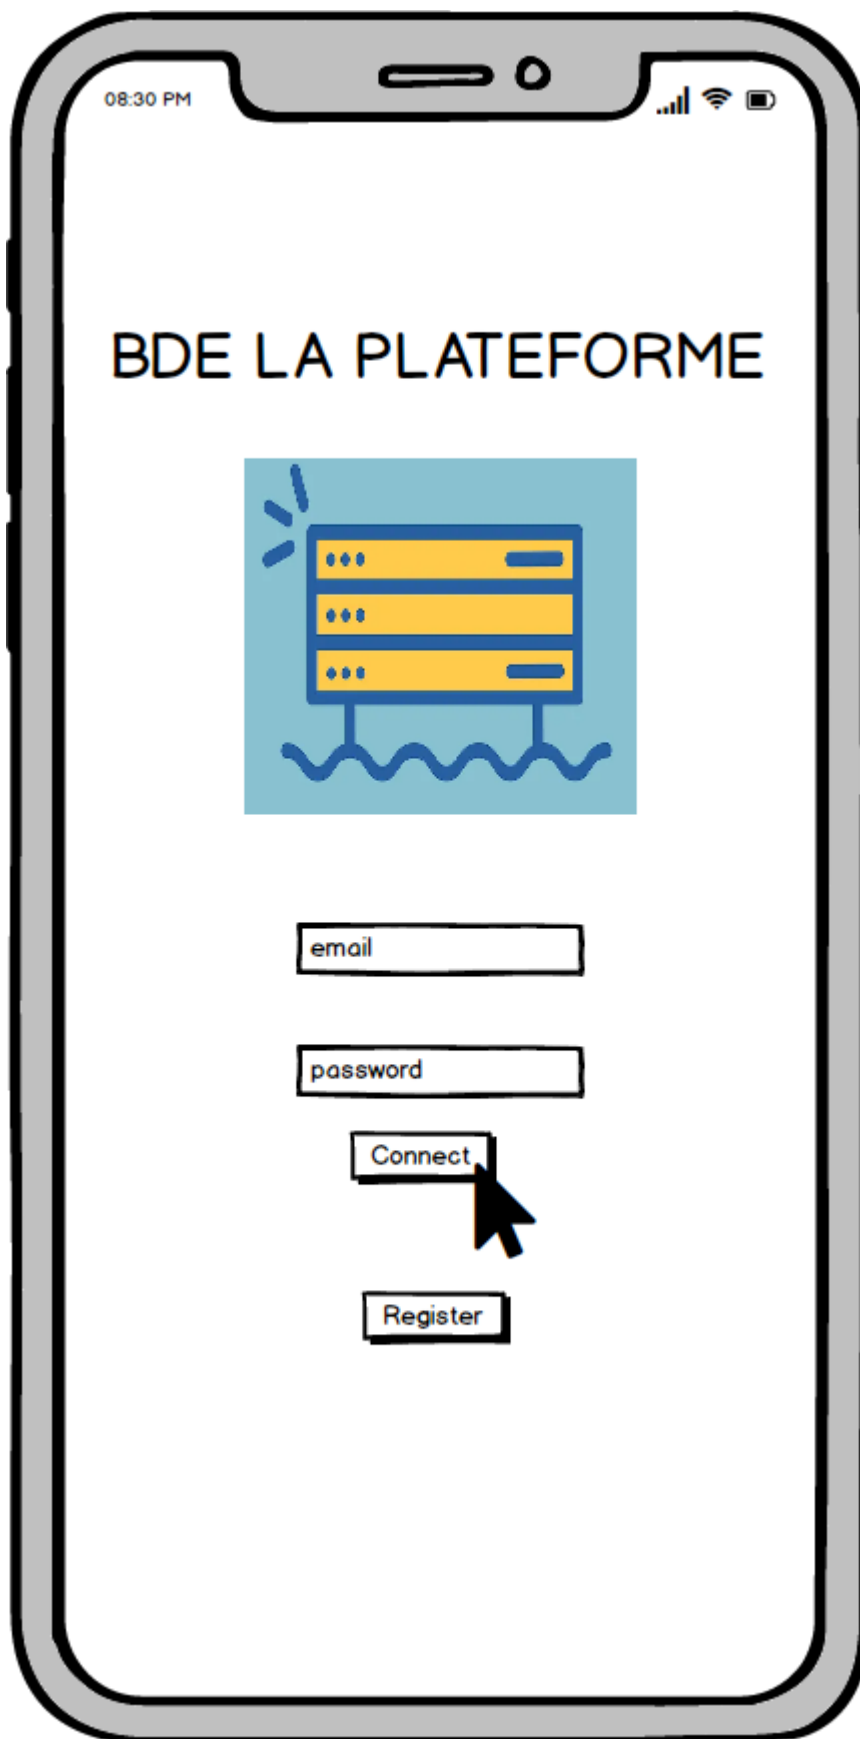 08:30 PM
BDE LA PLATEFORME
email
password
Connect
Register